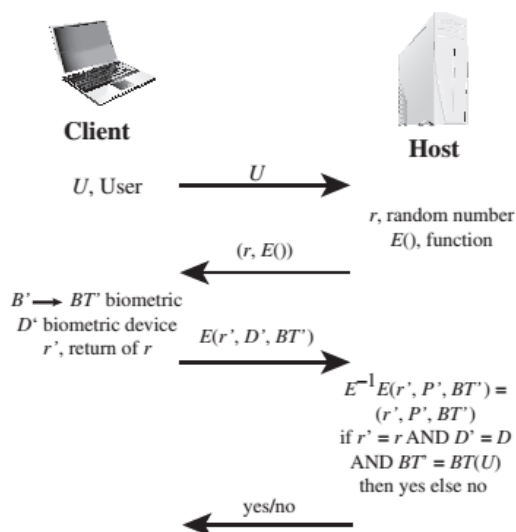 Client
Host
U, User
U
r, random number
E(), function
(r, E())
B’ → BT’ biometric
D‘ biometric device
r’, return of r
E(r’, D’, BT’)
E⁻¹E(r’, P’, BT’) =
(r’, P’, BT’)
if r’ = r AND D’ = D
AND BT’ = BT(U)
then yes else no
yes/no